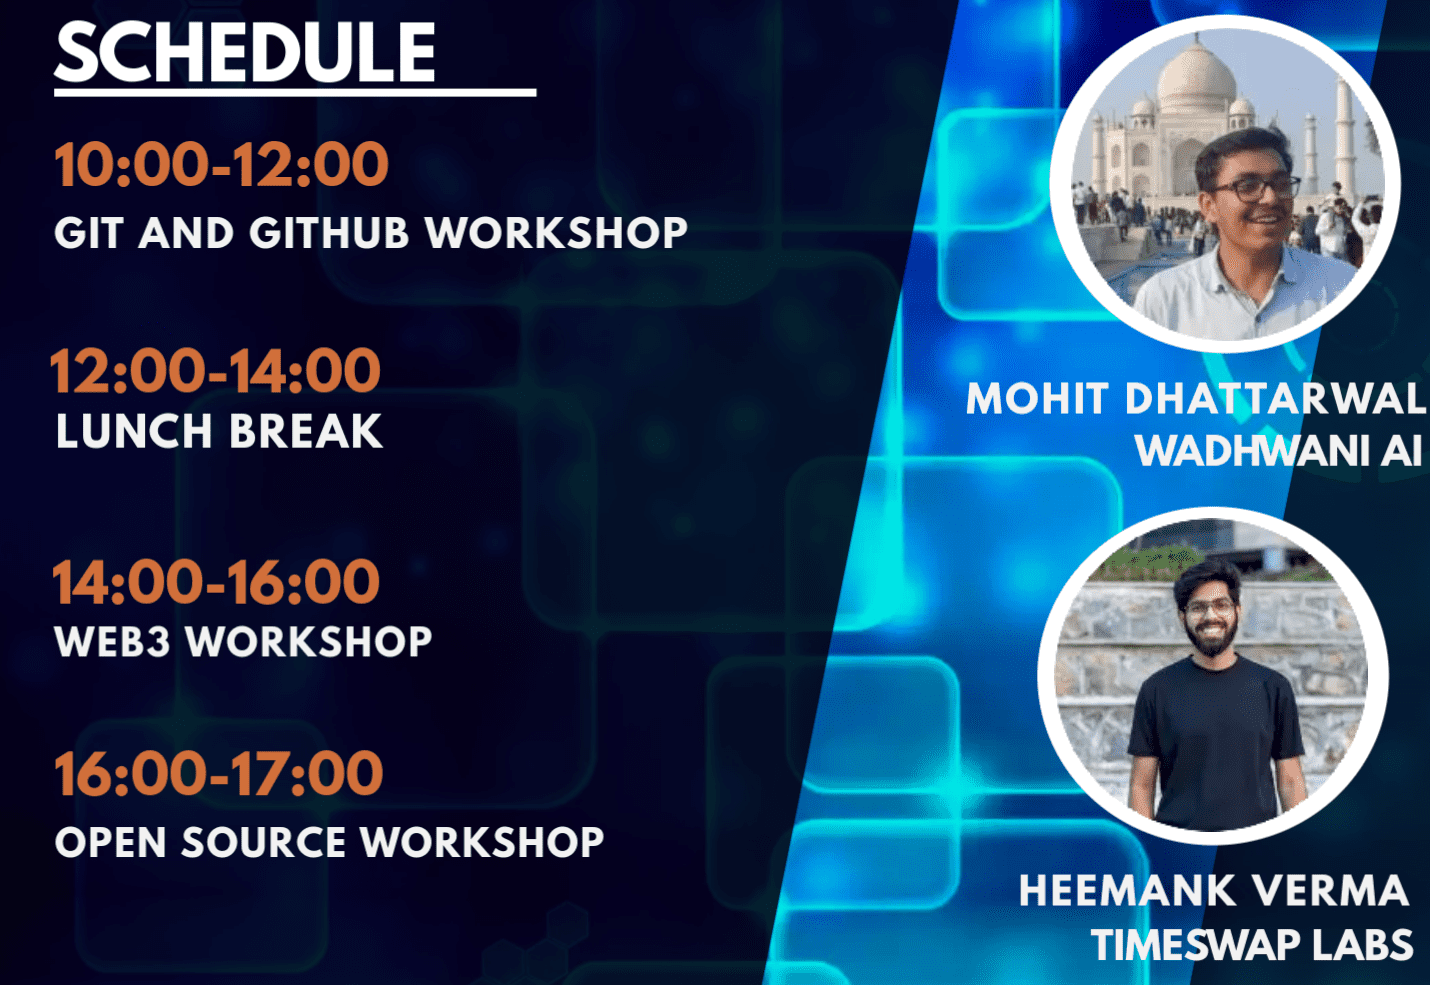 SCHEDULE
10:00-12:00
GIT AND GITHUB WORKSHOP
12:00-14:00
LUNCH BREAK
14:00-16:00
WEB3 WORKSHOP
16:00-17:00
OPEN SOURCE WORKSHOP
MOHIT DHATTARWAL
WADHWANI AI
HEEMANK VERMA
TIMESWAP LABS